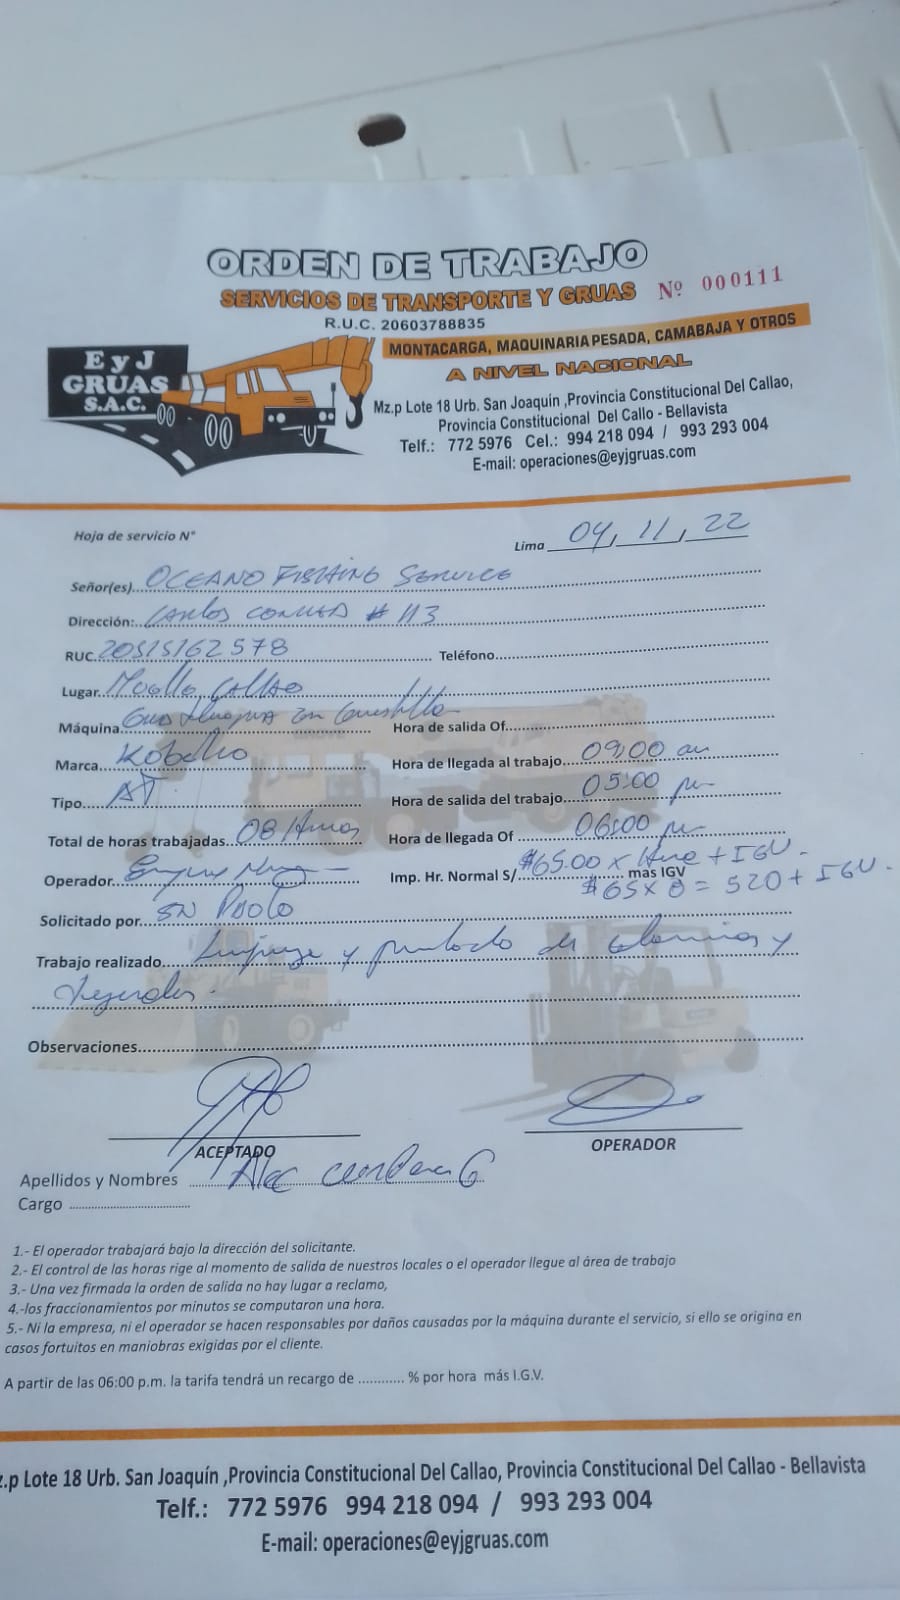 ORDEN DE TRABAJO
SERVICIOS DE TRANSPORTE Y GRUAS Nº 000111
R.U.C. 20603788835
E y J
GRUAS
S.A.C.
MONTACARGA, MAQUINARIA PESADA, CAMABAJA Y OTROS
A NIVEL NACIONAL
Mz.p Lote 18 Urb. San Joaquin ,Provincia Constitucional Del Callao,
Provincia Constitucional Del Callo - Bellavista
Telf.: 772 5976 Cel.: 994 218 094 / 993 293 004
E-mail: operaciones@eyjgruas.com
Hoja de servicio N°
Lima 04, 11, 22
Señor(es) OCEANO FISHING SERVICE
Dirección: CARLOS CONCHA # 113
RUC 20515162578 Teléfono
Lugar Muelle CALLAO
Máquina Grua con Canastilla Hora de salida Of
Marca Kobelco Hora de llegada al trabajo 09:00 am
Tipo AT. Hora de salida del trabajo 05:00 pm
Total de horas trabajadas 08 Horas Hora de llegada Of 06:00 pm
Operador Imp. Hr. Normal S/ $65.00 x Hora + IGV. mas IGV
$65 x 8 = 520 + IGV.
Solicitado por
Trabajo realizado Limpieza y pintado de y
Observaciones
ACEPTADO OPERADOR
Apellidos y Nombres
Cargo
1.- El operador trabajará bajo la dirección del solicitante.
2.- El control de las horas rige al momento de salida de nuestros locales o el operador llegue al área de trabajo
3.- Una vez firmada la orden de salida no hay lugar a reclamo,
4.-los fraccionamientos por minutos se computaron una hora.
5.- Ni la empresa, ni el operador se hacen responsables por daños causadas por la máquina durante el servicio, si ello se origina en
casos fortuitos en maniobras exigidas por el cliente.
A partir de las 06:00 p.m. la tarifa tendrá un recargo de ............ % por hora más I.G.V.
z.p Lote 18 Urb. San Joaquín ,Provincia Constitucional Del Callao, Provincia Constitucional Del Callao - Bellavista
Telf.: 772 5976 994 218 094 / 993 293 004
E-mail: operaciones@eyjgruas.com